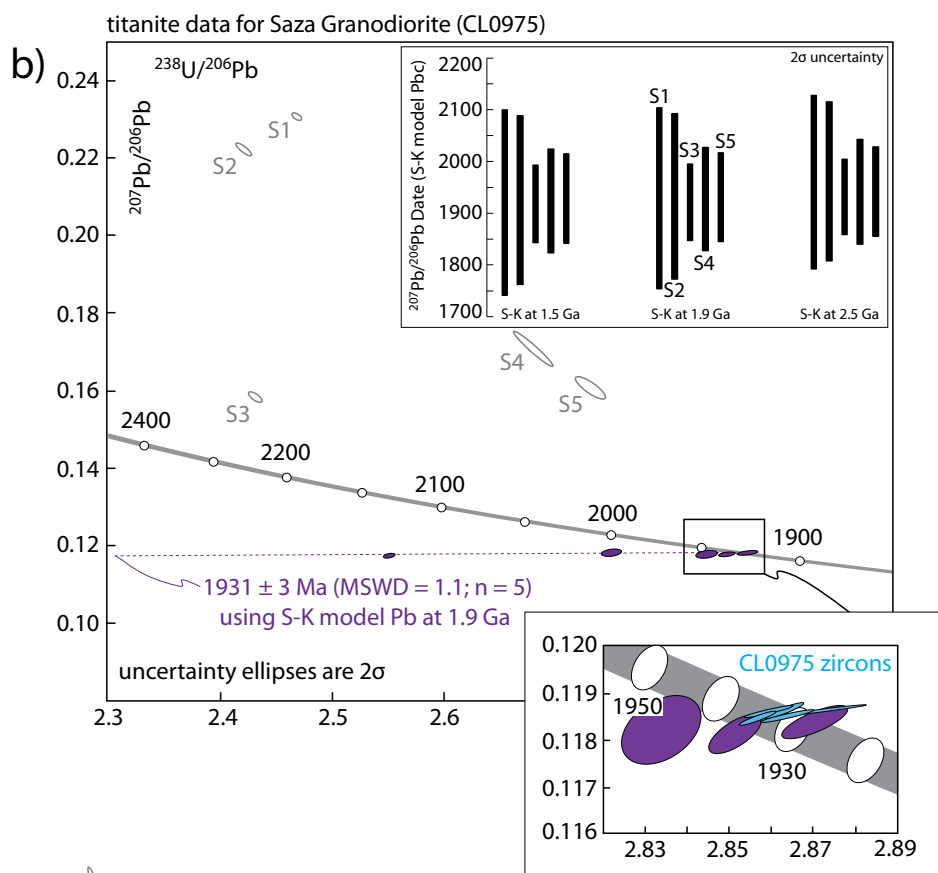 titanite data for Saza Granodiorite (CL0975)
b)
238U/206Pb
207Pb/206Pb
0.24
0.22
0.20
0.18
0.16
0.14
0.12
0.10
2.3
2.4
2.5
2.6
S1
S2
S3
S4
S5
2400
2200
2100
2000
1900
1931 ± 3 Ma (MSWD = 1.1; n = 5)
using S-K model Pb at 1.9 Ga
uncertainty ellipses are 2σ
2σ uncertainty
207Pb/206Pb Date (S-K model Pbc)
2200
2100
2000
1900
1800
1700
S1
S2
S3
S4
S5
S-K at 1.5 Ga
S-K at 1.9 Ga
S-K at 2.5 Ga
CL0975 zircons
0.120
0.119
0.118
0.117
0.116
1950
1930
2.83
2.85
2.87
2.89